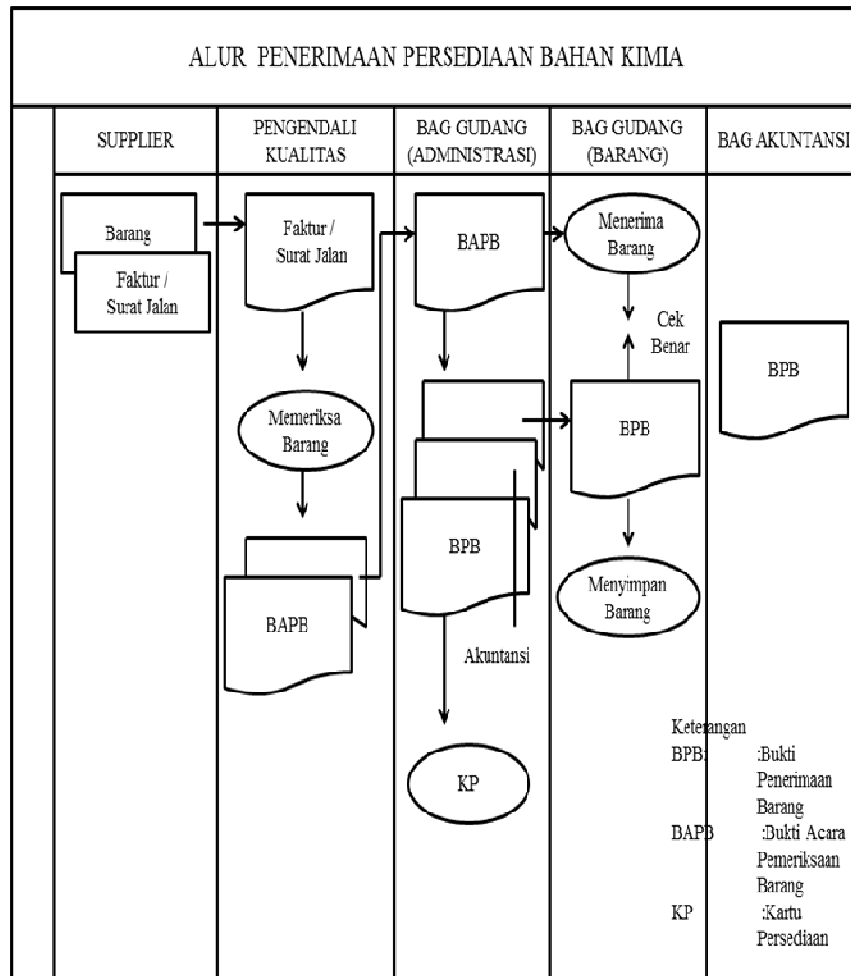 ALUR PENERIMAAN PERSEDIAAN BAHAN KIMIA
SUPPLIER
PENGENDALI
KUALITAS
BAG GUDANG
(ADMINISTRASI)
BAG GUDANG
(BARANG)
BAG AKUNTANSI
Barang
Faktur /
Surat Jalan
Faktur /
Surat Jalan
Memeriksa
Barang
BAPB
BAPB
BPB
Akuntansi
KP
Menerima
Barang
Cek
Benar
BPB
Menyimpan
Barang
BPB
Keterangan
BPB: :Bukti
Penerimaan
Barang
BAPB :Bukti Acara
Pemeriksaan
Barang
KP :Kartu
Persediaan